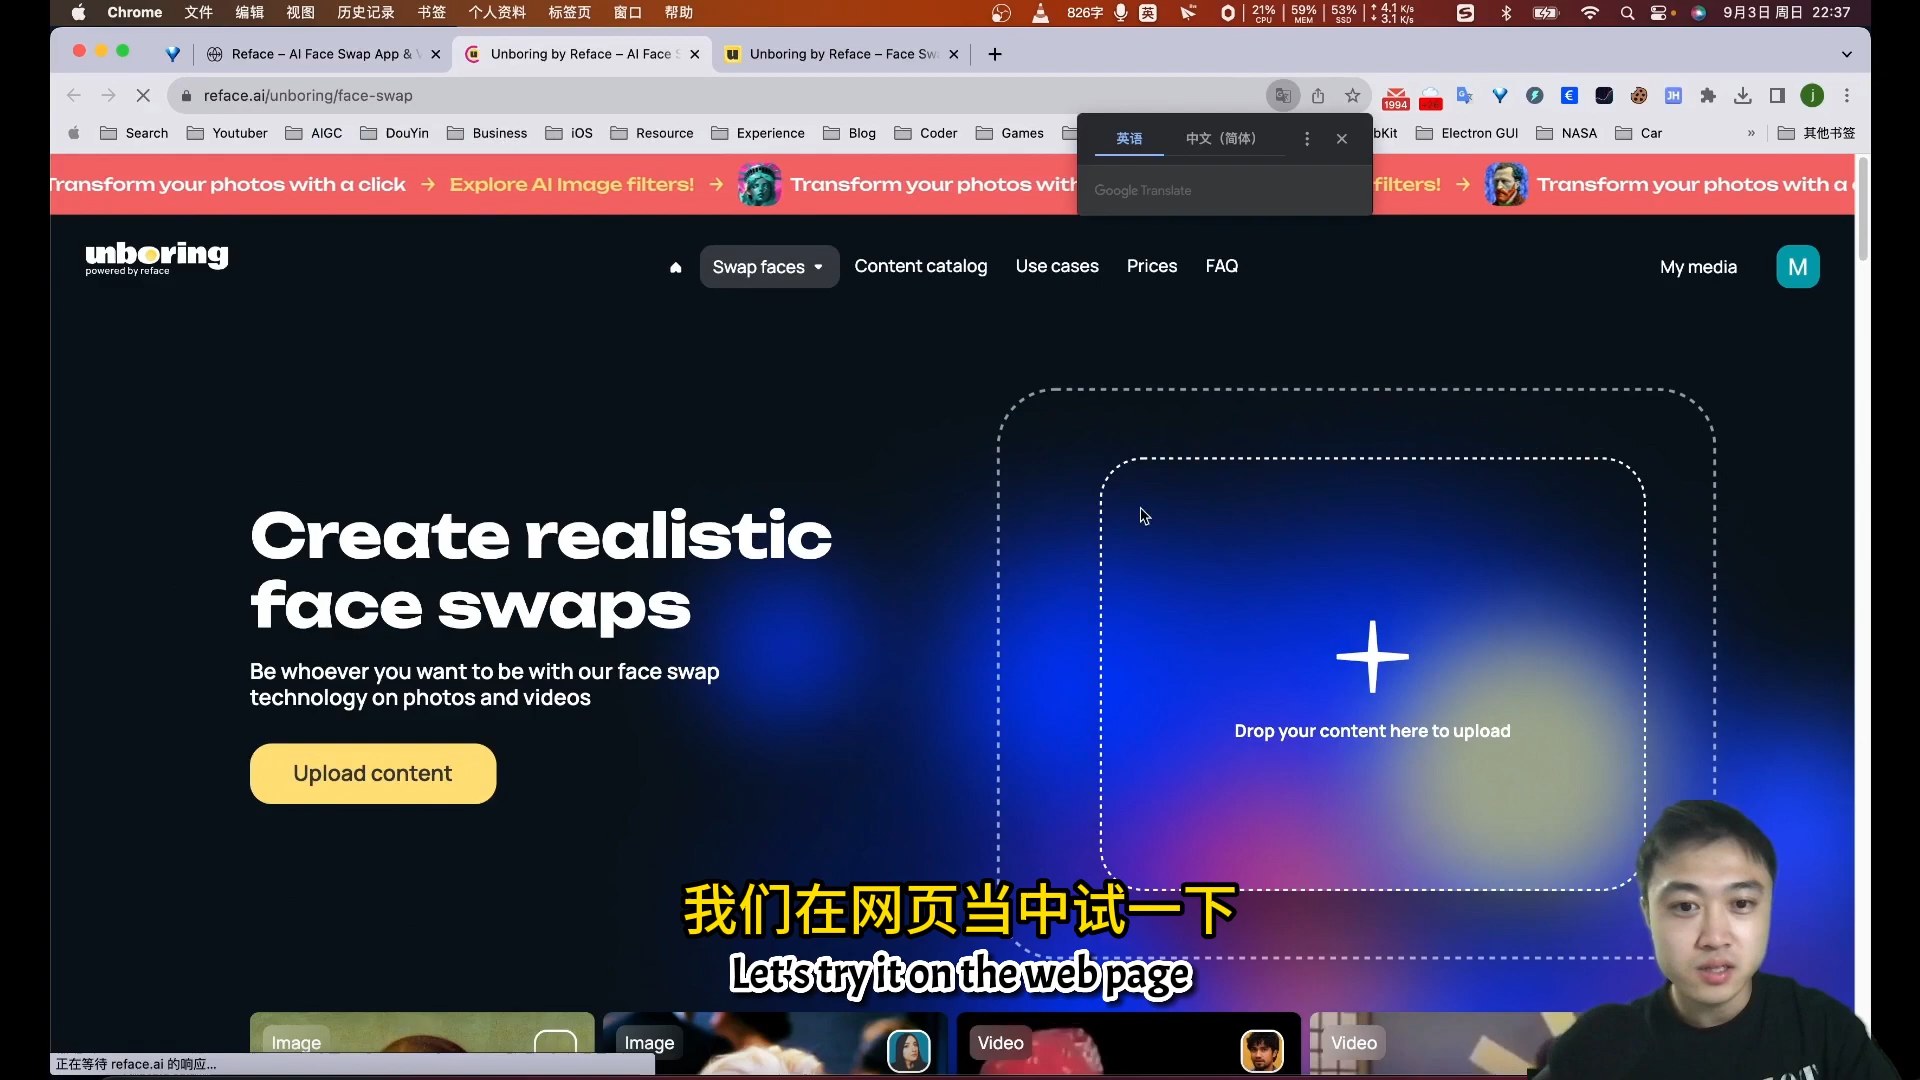 Chrome 文件 编辑 视图 历史记录 书签 个人资料 标签页 窗口 帮助 826字 英 21% CPU 59% MEM 53% SSD 4.1 K/s 3.1 K/s 9月3日 周日 22:37
Reface – AI Face Swap App & Unboring by Reface – AI Face Unboring by Reface – Face Sw
reface.ai/unboring/face-swap 1994 JH j
Search Youtuber AIGC DouYin Business iOS Resource Experience Blog Coder Games bKit Electron GUI NASA Car » 其他书签
英语 中文（简体）
Google Translate
Transform your photos with a click → Explore AI Image filters! → Transform your photos with filters! → Transform your photos with a
unboring
powered by reface
Swap faces Content catalog Use cases Prices FAQ My media M
Create realistic
face swaps
Be whoever you want to be with our face swap
technology on photos and videos
Upload content
Drop your content here to upload
我们在网页当中试一下
Let's try it on the web page
Image Image Video Video
正在等待 reface.ai 的响应...